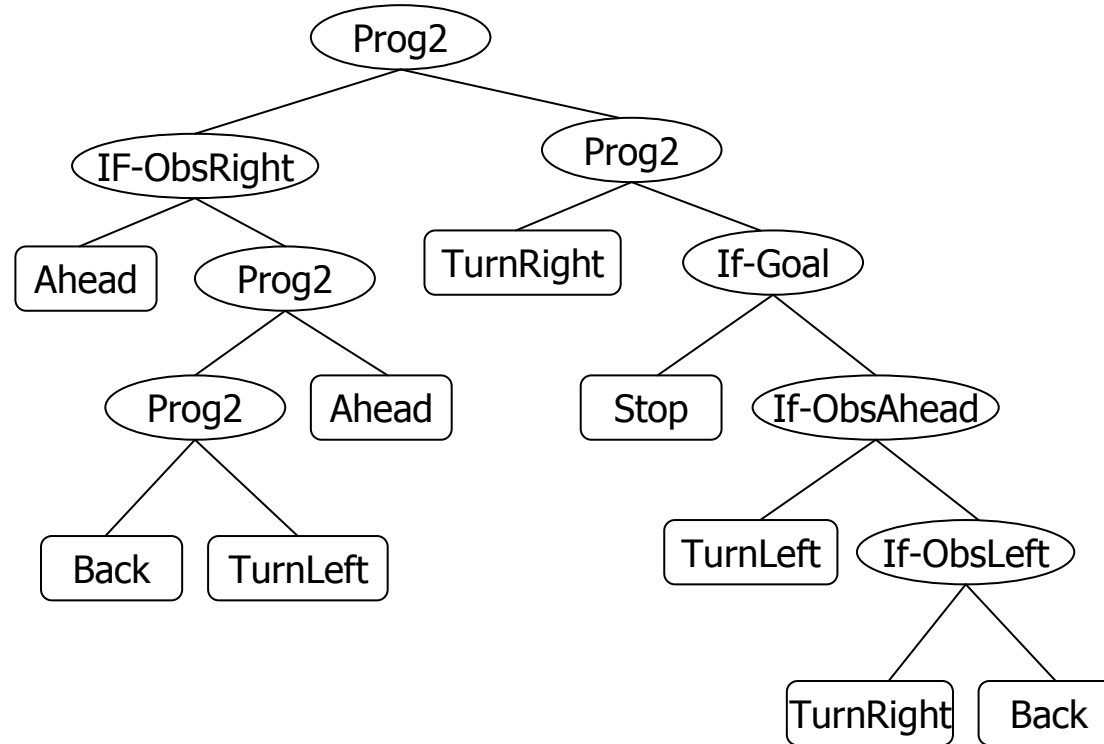 Prog2
IF-ObsRight
Prog2
Ahead
Prog2
TurnRight
If-Goal
Prog2
Ahead
Stop
If-ObsAhead
Back
TurnLeft
TurnLeft
If-ObsLeft
TurnRight
Back